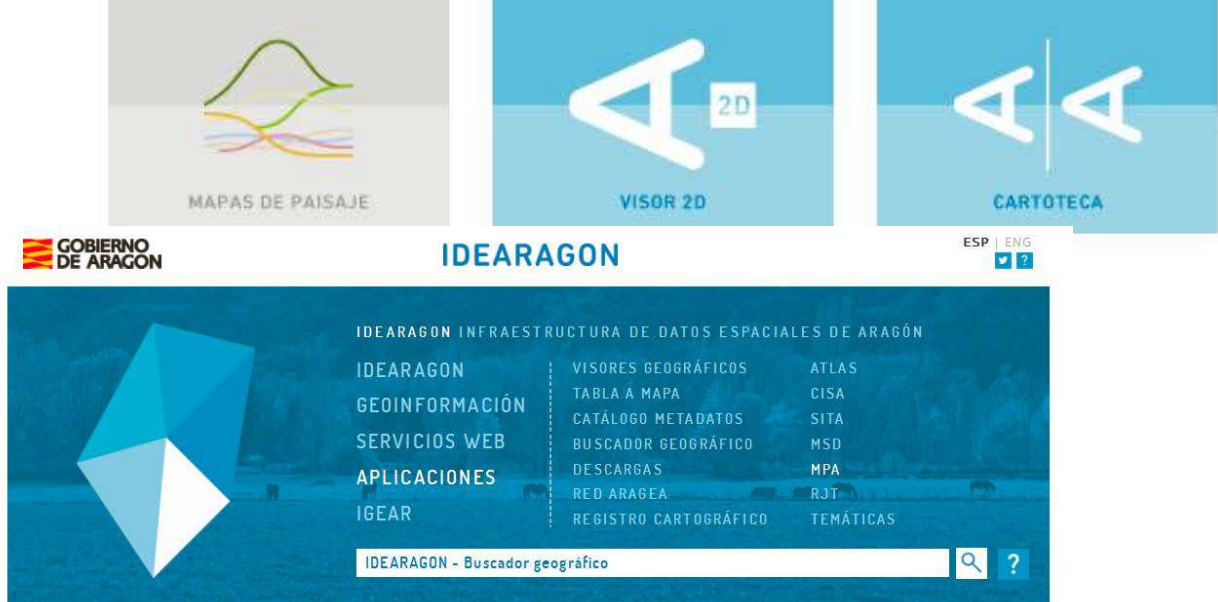 2D
MAPAS DE PAISAJE
VISOR 2D
CARTOTECA
GOBIERNO
DE ARAGON
IDEARAGON
ESP | ENG
?
IDEARAGON INFRAESTRUCTURA DE DATOS ESPACIALES DE ARAGÓN
IDEARAGON
GEOINFORMACIÓN
SERVICIOS WEB
APLICACIONES
IGEAR
VISORES GEOGRÁFICOS
TABLA A MAPA
CATÁLOGO METADATOS
BUSCADOR GEOGRÁFICO
DESCARGAS
RED ARAGEA
REGISTRO CARTOGRÁFICO
ATLAS
CISA
SITA
MSD
MPA
RJT
TEMÁTICAS
IDEARAGON - Buscador geográfico
?